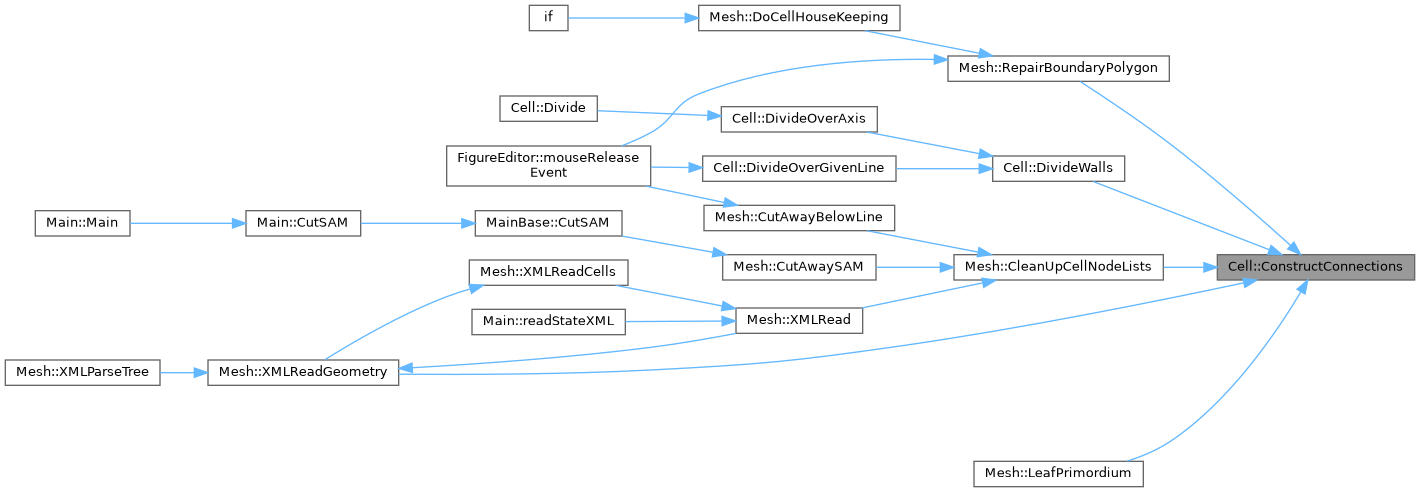 if
Mesh::DoCellHouseKeeping
Mesh::RepairBoundaryPolygon
Cell::Divide
Cell::DivideOverAxis
FigureEditor::mouseRelease
Event
Cell::DivideOverGivenLine
Cell::DivideWalls
Mesh::CutAwayBelowLine
Main::Main
Main::CutSAM
MainBase::CutSAM
Mesh::CutAwaySAM
Mesh::CleanUpCellNodeLists
Cell::ConstructConnections
Mesh::XMLReadCells
Main::readStateXML
Mesh::XMLRead
Mesh::XMLParseTree
Mesh::XMLReadGeometry
Mesh::LeafPrimordium